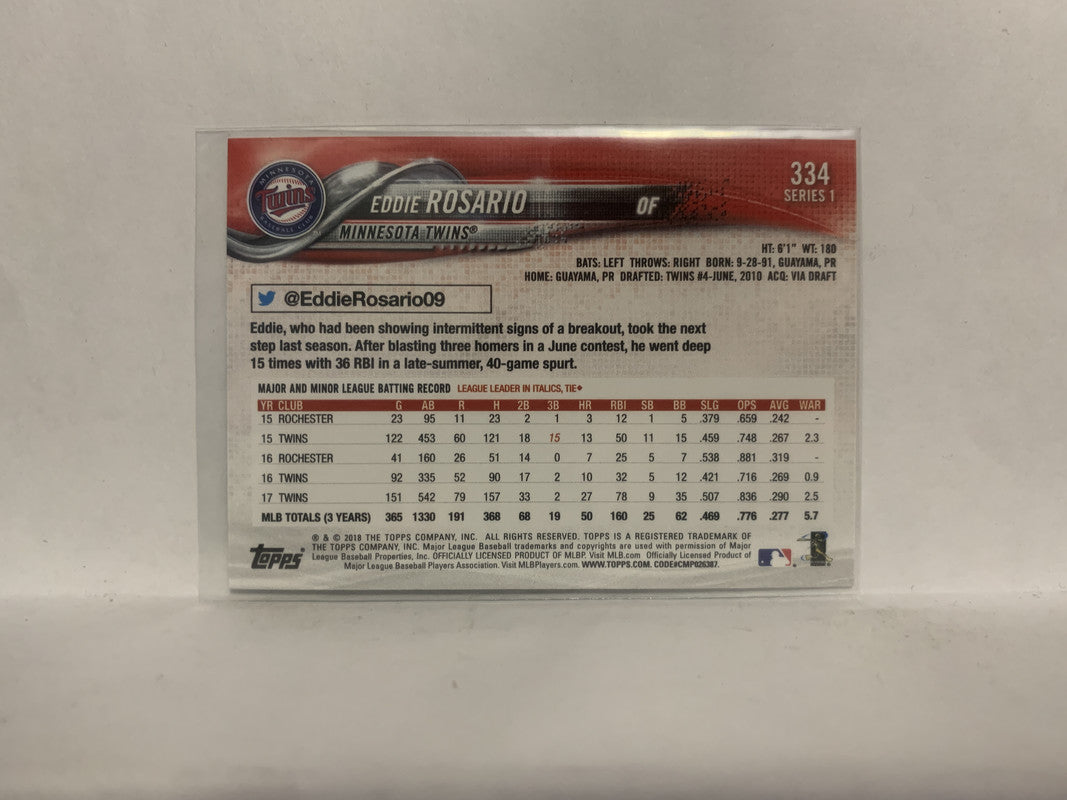 334
SERIES 1
MINNESOTA
Twins
BASEBALL CLUB
EDDIE ROSARIO OF
MINNESOTA TWINS®
HT: 6'1" WT: 180
BATS: LEFT THROWS: RIGHT BORN: 9-28-91, GUAYAMA, PR
HOME: GUAYAMA, PR DRAFTED: TWINS #4-JUNE, 2010 ACQ: VIA DRAFT
@EddieRosario09
Eddie, who had been showing intermittent signs of a breakout, took the next
step last season. After blasting three homers in a June contest, he went deep
15 times with 36 RBI in a late-summer, 40-game spurt.
MAJOR AND MINOR LEAGUE BATTING RECORD LEAGUE LEADER IN ITALICS, TIE♦
YR CLUB G AB R H 2B 3B HR RBI SB BB SLG OPS AVG WAR
15 ROCHESTER 23 95 11 23 2 1 3 12 1 5 .379 .659 .242 -
15 TWINS 122 453 60 121 18 15 13 50 11 15 .459 .748 .267 2.3
16 ROCHESTER 41 160 26 51 14 0 7 25 5 7 .538 .881 .319 -
16 TWINS 92 335 52 90 17 2 10 32 5 12 .421 .716 .269 0.9
17 TWINS 151 542 79 157 33 2 27 78 9 35 .507 .836 .290 2.5
MLB TOTALS (3 YEARS) 365 1330 191 368 68 19 50 160 25 62 .469 .776 .277 5.7
topps
® & © 2018 THE TOPPS COMPANY, INC. ALL RIGHTS RESERVED. TOPPS IS A REGISTERED TRADEMARK OF
THE TOPPS COMPANY, INC. Major League Baseball trademarks and copyrights are used with permission of Major
League Baseball Properties, Inc. OFFICIALLY LICENSED PRODUCT OF MLBP. Visit MLB.com Officially Licensed Product of
Major League Baseball Players Association. Visit MLBPlayers.com. WWW.TOPPS.COM. CODE#CMP026387.